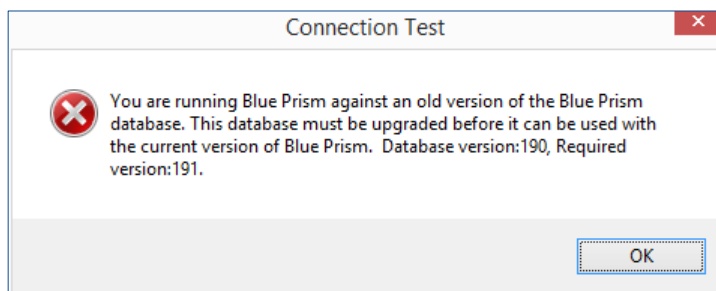 Connection Test
You are running Blue Prism against an old version of the Blue Prism
database. This database must be upgraded before it can be used with
the current version of Blue Prism.  Database version:190, Required
version:191.
OK